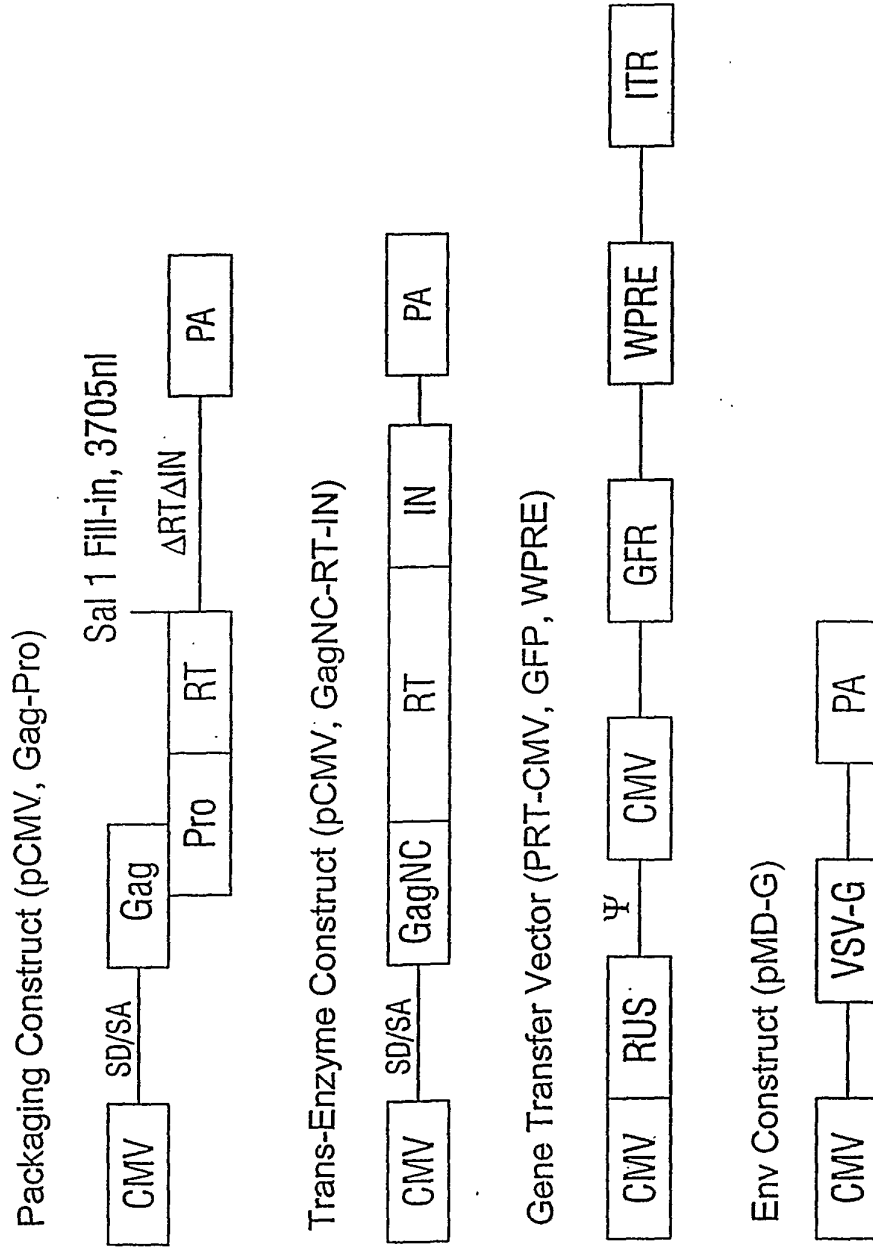 Packaging Construct (pCMV, Gag-Pro)
Sal 1 Fill-in, 3705nl
CMV SD/SA Gag
Pro RT ΔRTΔIN PA
Trans-Enzyme Construct (pCMV, GagNC-RT-IN)
CMV SD/SA GagNC RT IN PA
Gene Transfer Vector (PRT-CMV, GFP, WPRE)
CMV RUS Ψ CMV GFR WPRE ITR
Env Construct (pMD-G)
CMV VSV-G PA